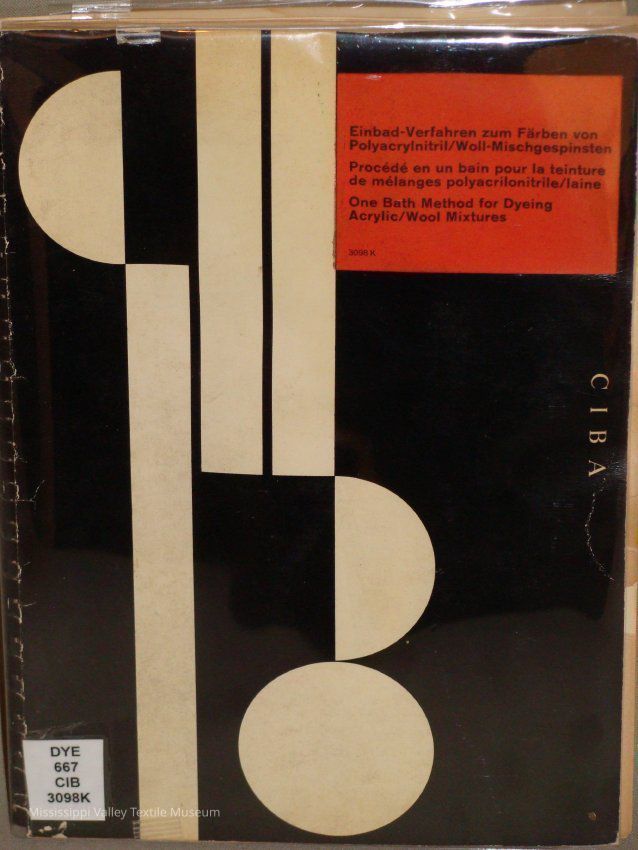 Einbad-Verfahren zum Färben von
Polyacrylnitril/Woll-Mischgespinsten
Procédé en un bain pour la teinture
de mélanges polyacrilonitrile/laine
One Bath Method for Dyeing
Acrylic/Wool Mixtures
3098 K
CIBA
DYE
667
CIB
3098K
Mississippi Valley Textile Museum